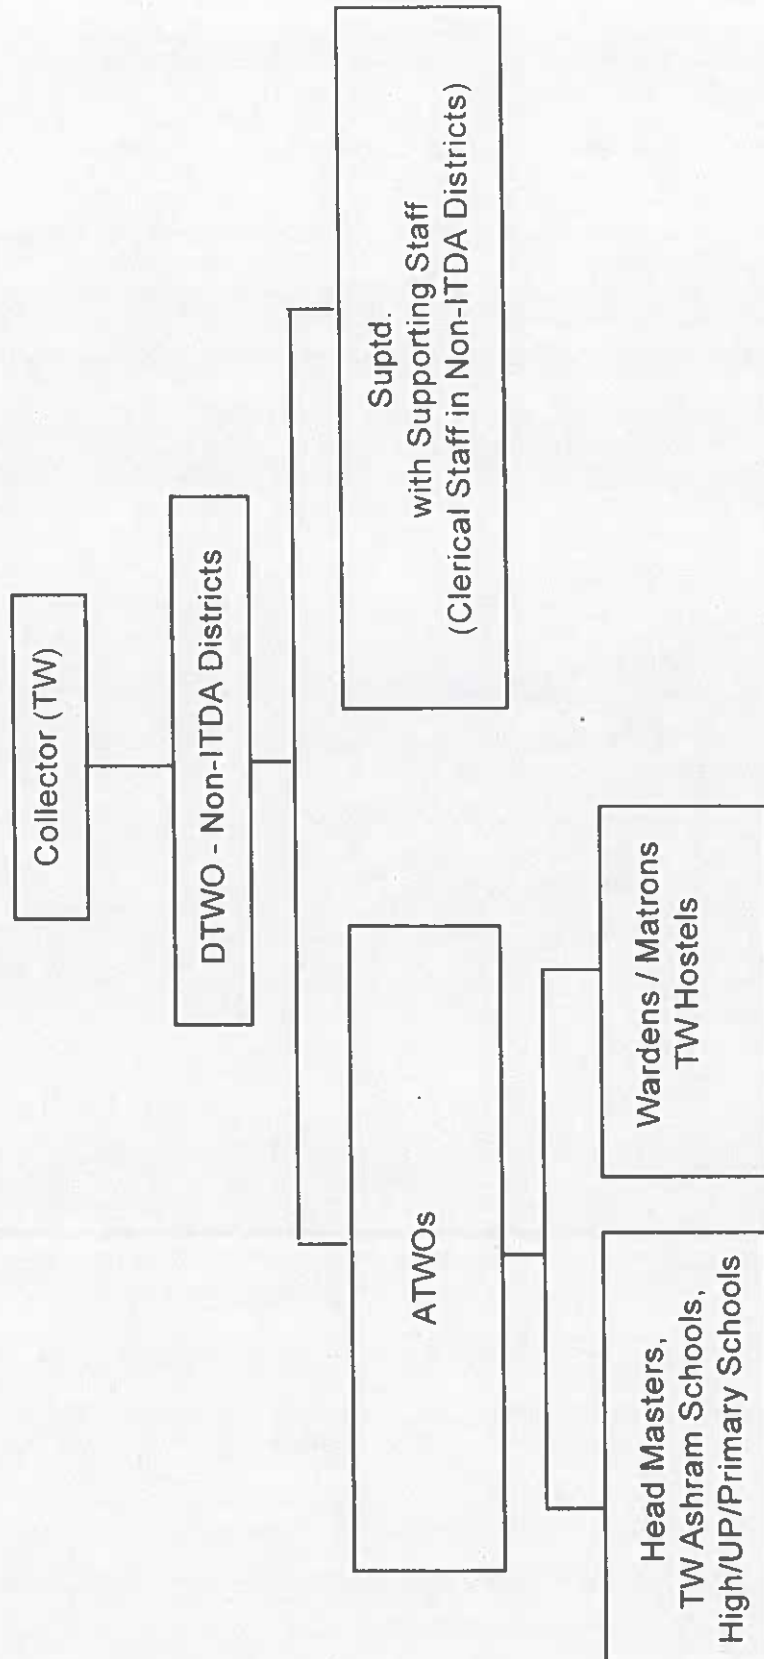 Collector (TW)
DTWO - Non-ITDA Districts
ATWOs
Suptd.
with Supporting Staff
(Clerical Staff in Non-ITDA Districts)
Head Masters,
TW Ashram Schools,
High/UP/Primary Schools
Wardens / Matrons
TW Hostels